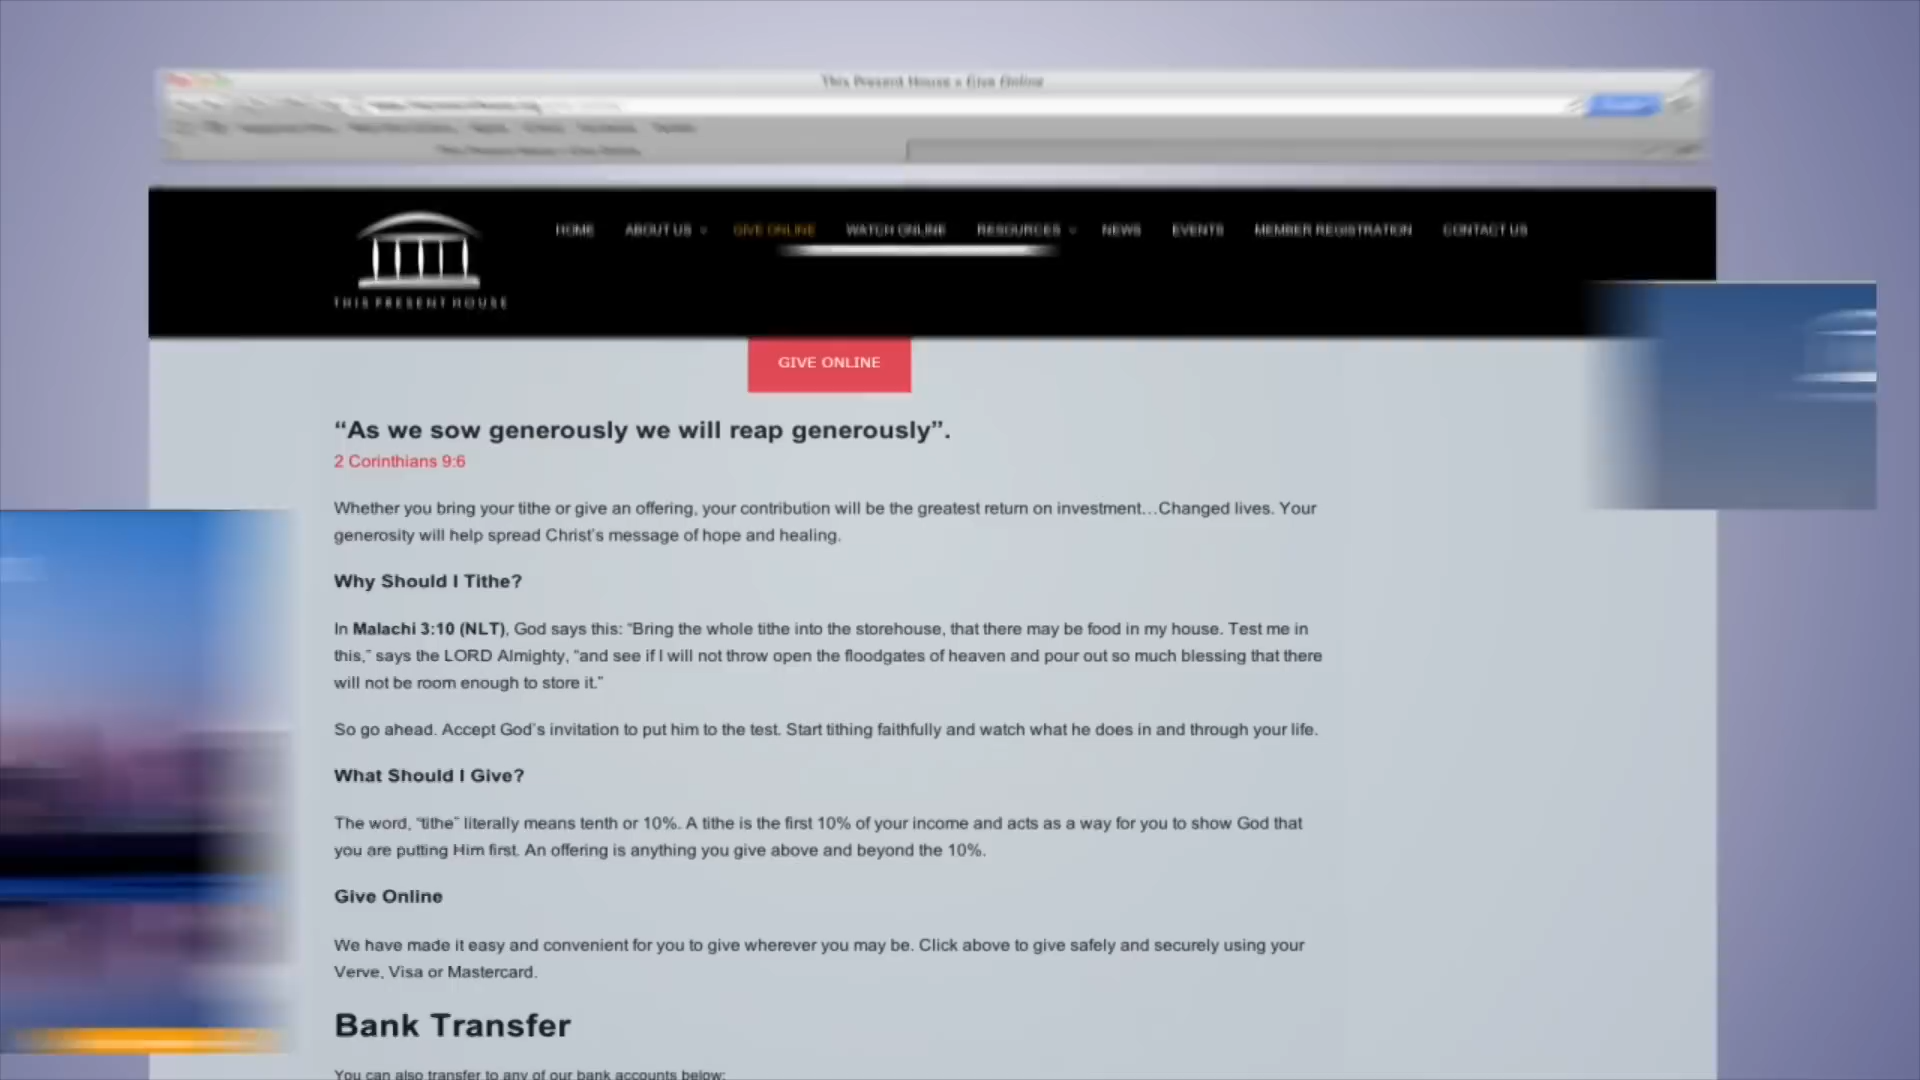 This Present House » Give Online
HOME ABOUT US GIVE ONLINE WATCH ONLINE RESOURCES NEWS EVENTS MEMBER REGISTRATION CONTACT US
THIS PRESENT HOUSE
GIVE ONLINE
“As we sow generously we will reap generously”.
2 Corinthians 9:6
Whether you bring your tithe or give an offering, your contribution will be the greatest return on investment…Changed lives. Your
generosity will help spread Christ’s message of hope and healing.
Why Should I Tithe?
In Malachi 3:10 (NLT), God says this: “Bring the whole tithe into the storehouse, that there may be food in my house. Test me in
this,” says the LORD Almighty, “and see if I will not throw open the floodgates of heaven and pour out so much blessing that there
will not be room enough to store it.”
So go ahead. Accept God’s invitation to put him to the test. Start tithing faithfully and watch what he does in and through your life.
What Should I Give?
The word, “tithe” literally means tenth or 10%. A tithe is the first 10% of your income and acts as a way for you to show God that
you are putting Him first. An offering is anything you give above and beyond the 10%.
Give Online
We have made it easy and convenient for you to give wherever you may be. Click above to give safely and securely using your
Verve, Visa or Mastercard.
Bank Transfer
You can also transfer to any of our bank accounts below: